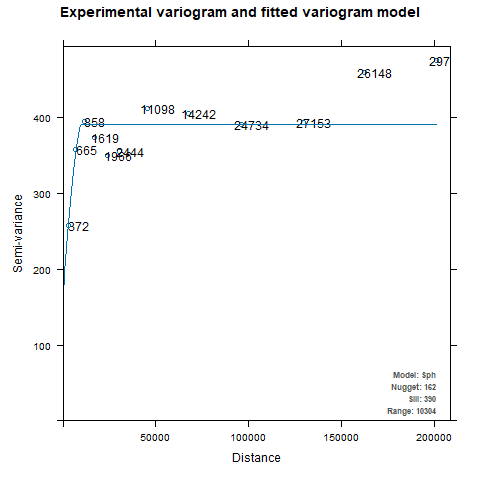 Experimental variogram and fitted variogram model
Semi-variance
400
300
200
100
372
665
858
1619
1966
2444
11098
14242
24734
27153
26148
297
50000 100000 150000 200000
Distance
Model: Sph
Nugget: 162
Sill: 390
Range: 10304